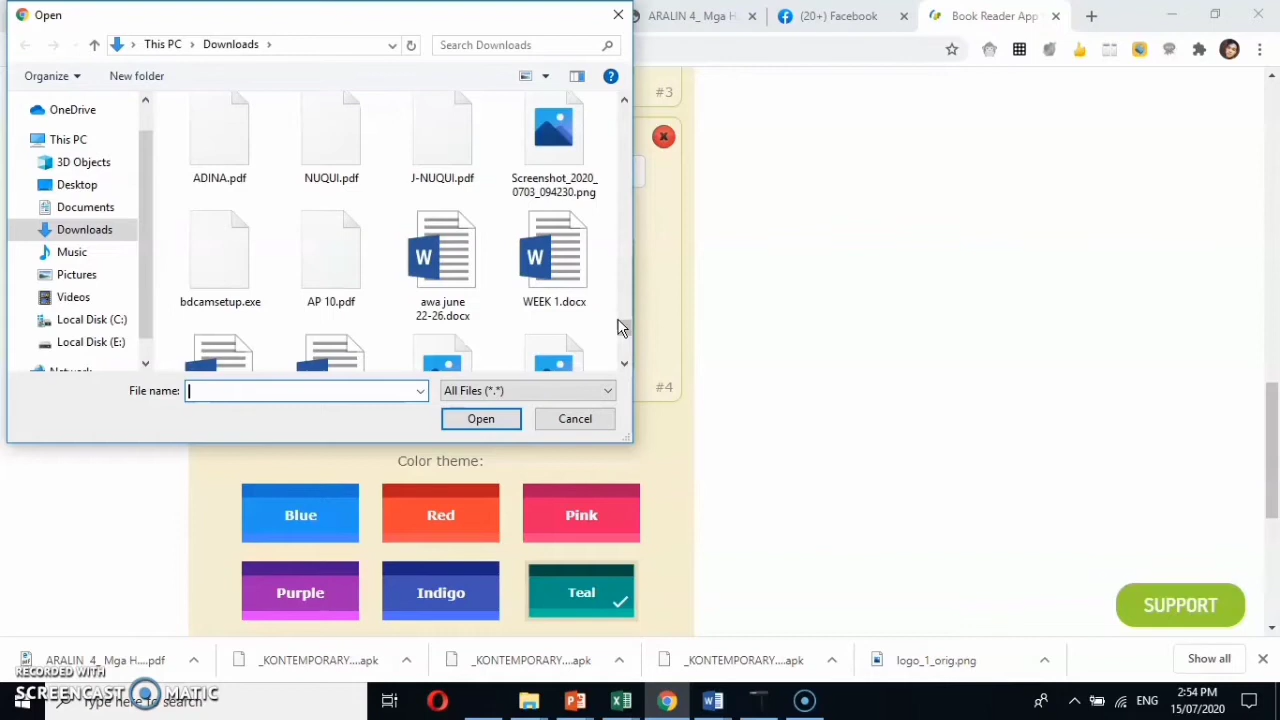 Open
ARALIN 4_ Mga H
(20+) Facebook
Book Reader App
This PC
Downloads
Search Downloads
Organize
New folder
#3
OneDrive
This PC
3D Objects
Desktop
Documents
Downloads
Music
Pictures
Videos
Local Disk (C:)
Local Disk (E:)
ADINA.pdf
NUQUI.pdf
J-NUQUI.pdf
Screenshot_2020_
0703_094230.png
bdcamsetup.exe
AP 10.pdf
awa june
22-26.docx
WEEK 1.docx
#4
File name:
All Files (*.*)
Open
Cancel
Color theme:
Blue
Red
Pink
Purple
Indigo
Teal
SUPPORT
ARALIN 4_ Mga H....pdf
_KONTEMPORARY....apk
_KONTEMPORARY....apk
_KONTEMPORARY....apk
logo_1_orig.png
Show all
RECORDED WITH
SCREENCAST MATIC
Type here to search
ENG
2:54 PM
15/07/2020